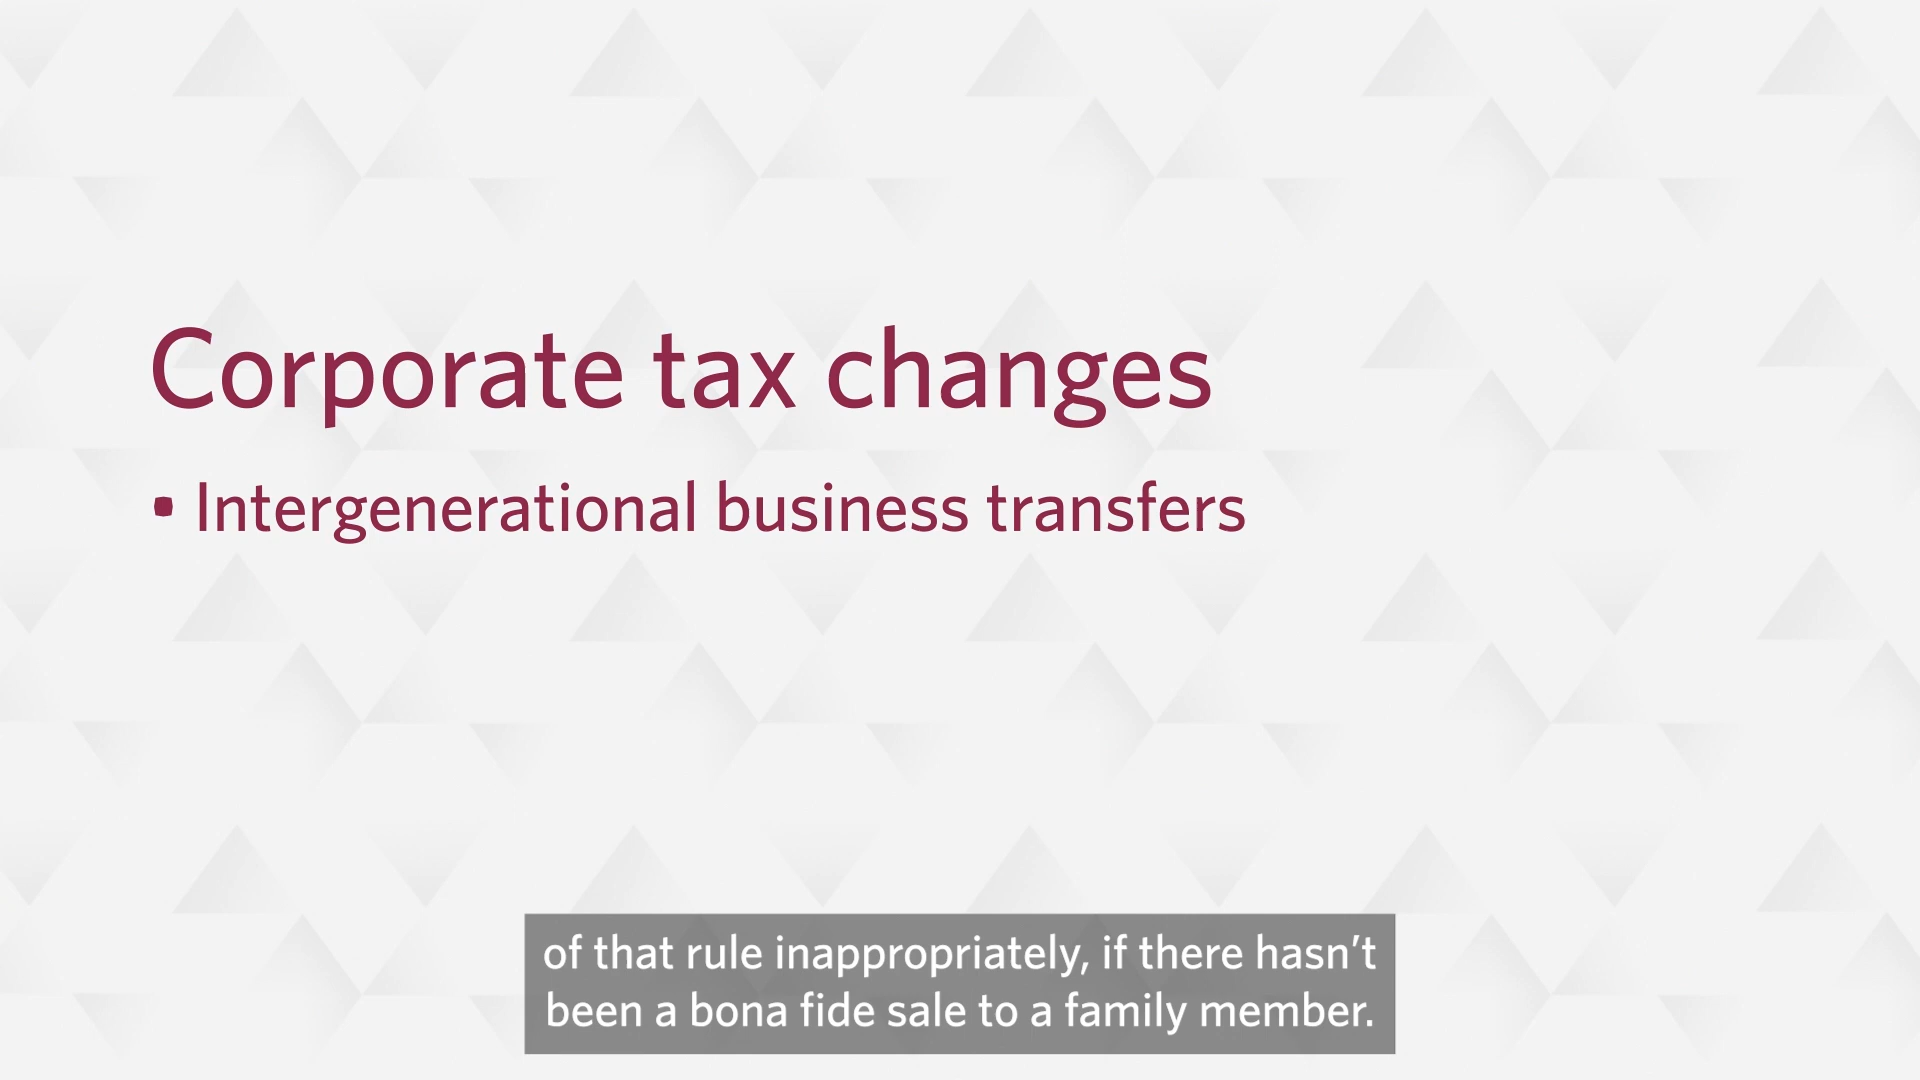 Corporate tax changes
• Intergenerational business transfers
of that rule inappropriately, if there hasn’t
been a bona fide sale to a family member.